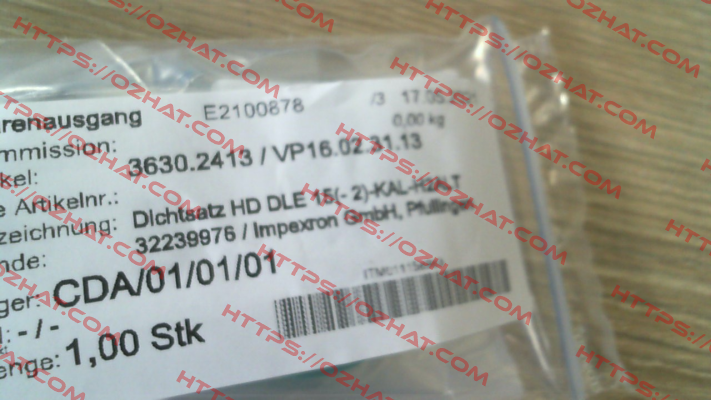 renausgang E2100878 /3 17.05.
mmission: 0,00 kg
kel: 3630.2413 / VP16.02.31.13
e Artikelnr.:
zeichnung: Dichtsatz HD DLE 15(- 2)-KAL-
nde: 32239976 / Impexron GmbH, Pfullingen
ger: CDA/01/01/01
: - / -
enge: 1,00 Stk
HTTPS://OZHAT.COM